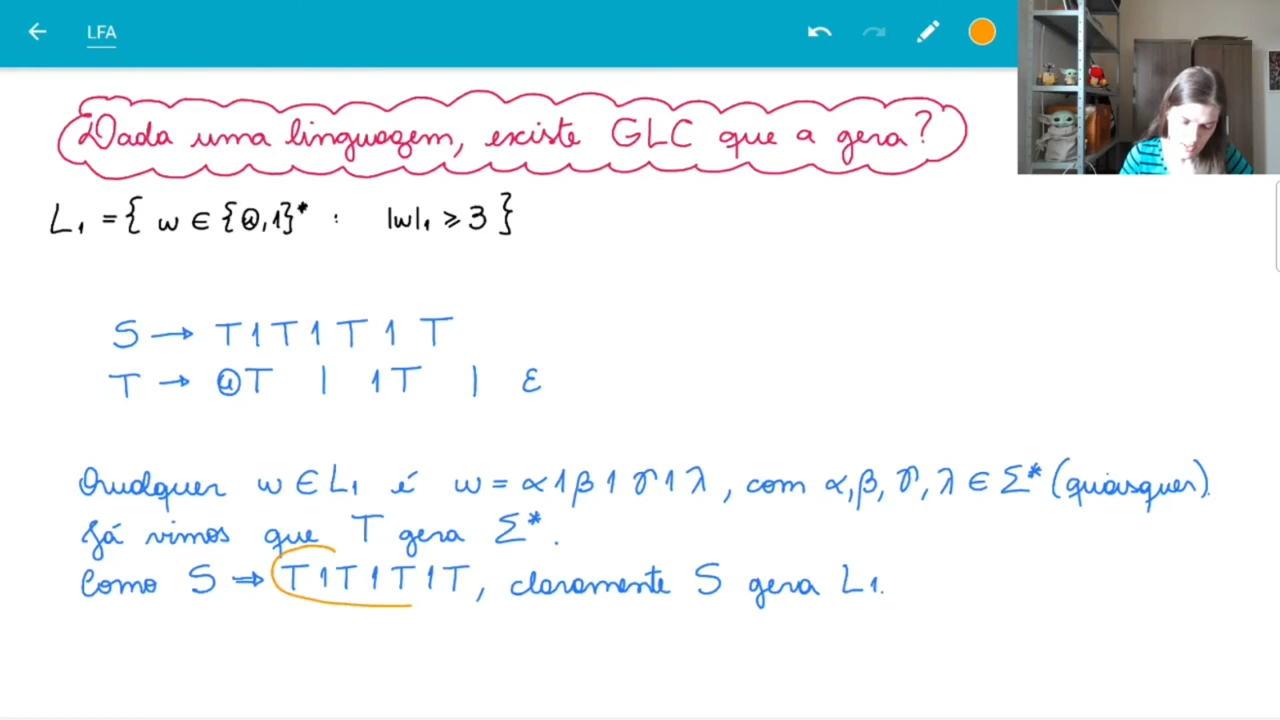 LFA
Dada uma linguagem, existe GLC que a gera?
L₁ = { w ∈ {0,1}* : |w|₁ ⩾ 3 }
S → T1T1T1T
T → 0T | 1T | ε
Qualquer w ∈ L₁ é w = α1β1γ1λ, com α, β, γ, λ ∈ Σ* (quaisquer).
Já vimos que T gera Σ*.
Como S ⇒ T1T1T1T, claramente S gera L₁.